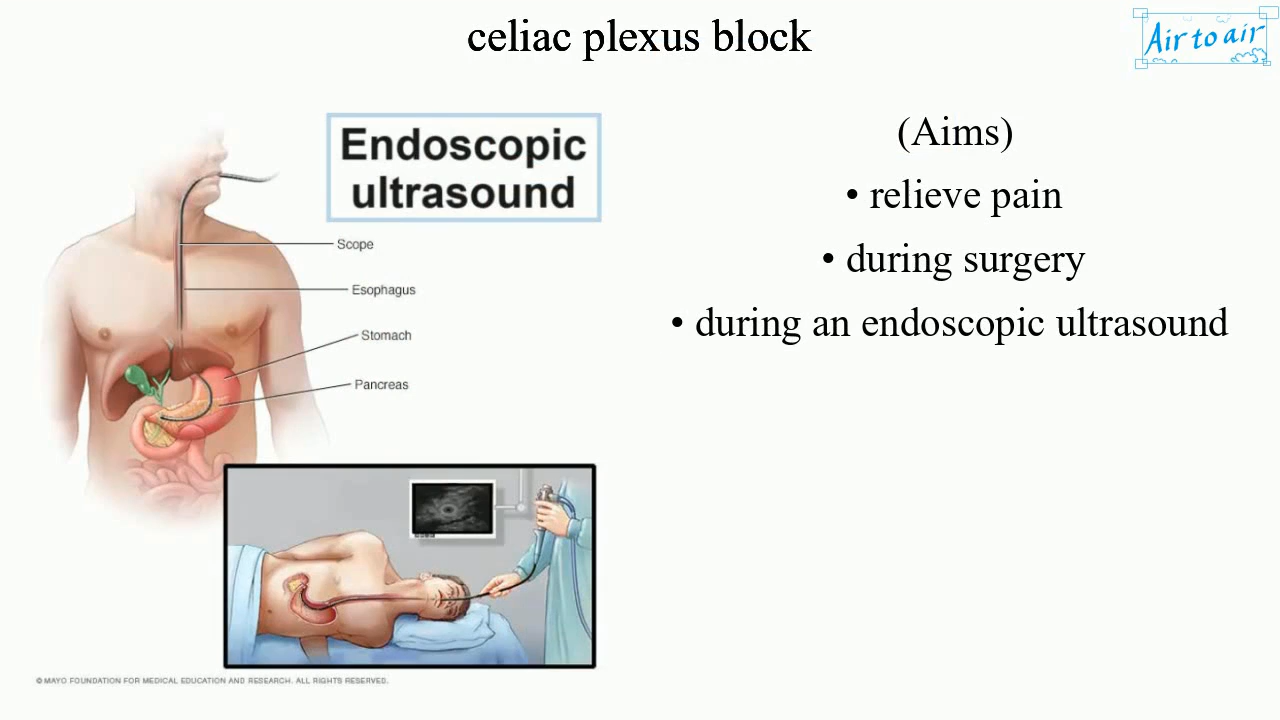 celiac plexus block
Air to air
Endoscopic
ultrasound
Scope
Esophagus
Stomach
Pancreas
(Aims)
• relieve pain
• during surgery
• during an endoscopic ultrasound
© MAYO FOUNDATION FOR MEDICAL EDUCATION AND RESEARCH. ALL RIGHTS RESERVED.